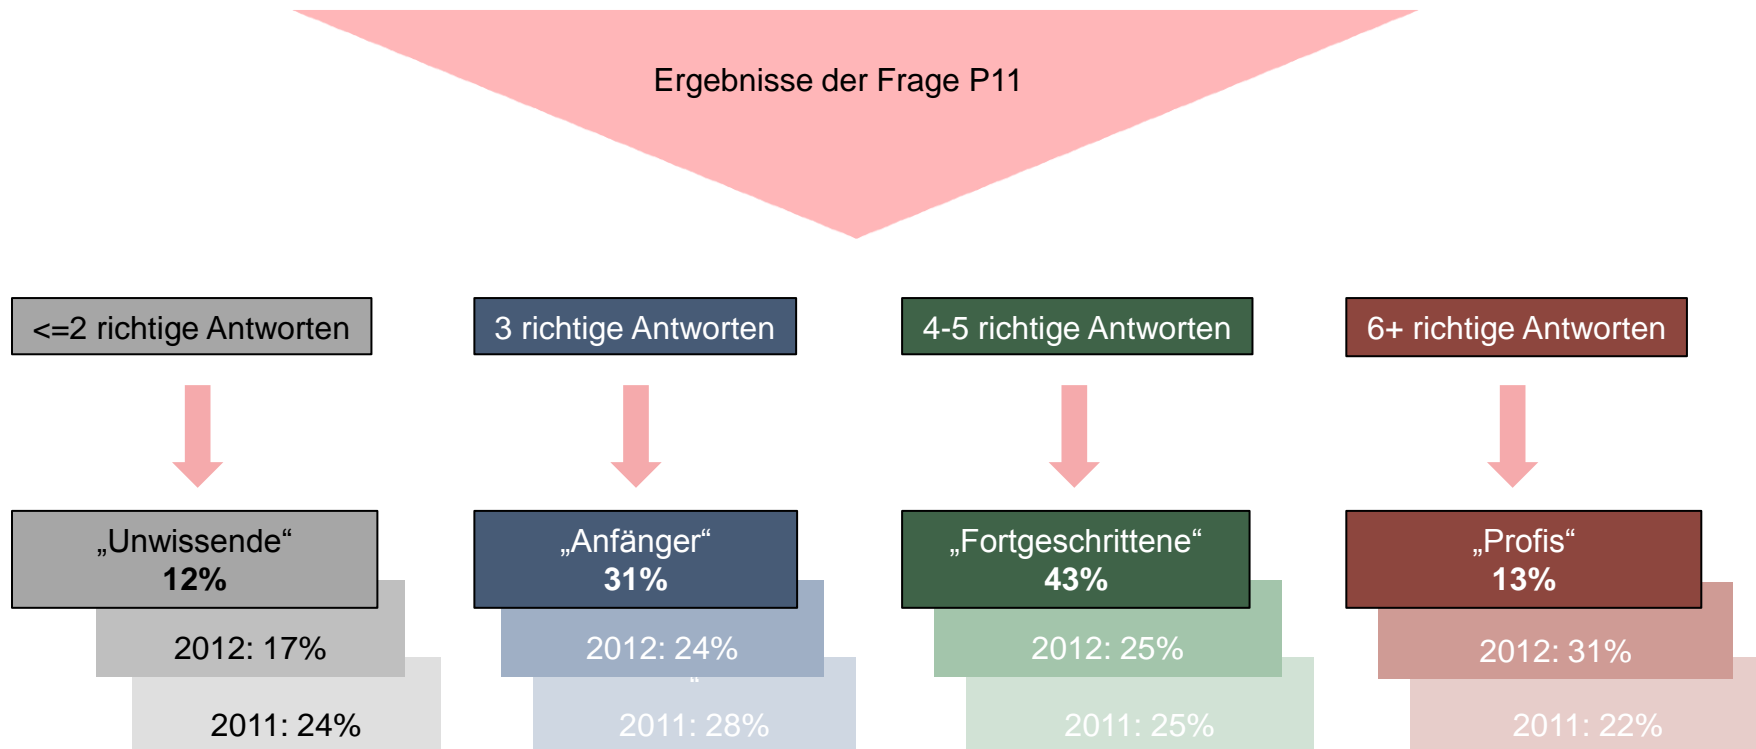 Ergebnisse der Frage P11
<=2 richtige Antworten
3 richtige Antworten
4-5 richtige Antworten
6+ richtige Antworten
„Unwissende“
12%
„Anfänger“
31%
„Fortgeschrittene“
43%
„Profis“
13%
2012: 17%
2012: 24%
2012: 25%
2012: 31%
“
2011: 24%
2011: 28%
2011: 25%
2011: 22%